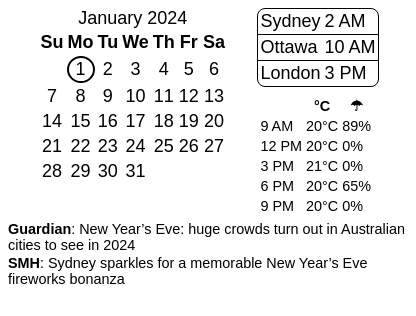 January 2024
Su Mo Tu We Th Fr Sa
1 2 3 4 5 6
7 8 9 10 11 12 13
14 15 16 17 18 19 20
21 22 23 24 25 26 27
28 29 30 31
Sydney 2 AM
Ottawa 10 AM
London 3 PM
°C ☂
9 AM 20°C 89%
12 PM 20°C 0%
3 PM 21°C 0%
6 PM 20°C 65%
9 PM 20°C 0%
Guardian: New Year’s Eve: huge crowds turn out in Australian
cities to see in 2024
SMH: Sydney sparkles for a memorable New Year’s Eve
fireworks bonanza